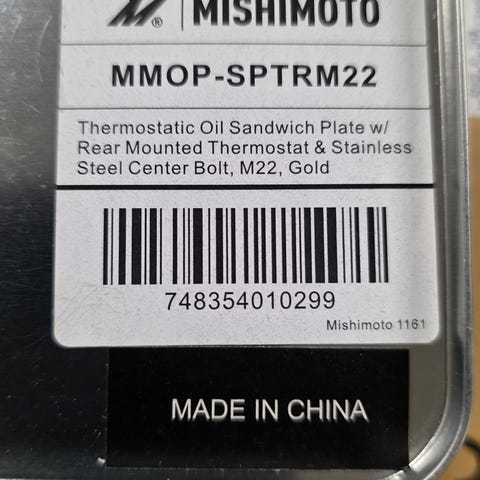 ® MISHIMOTO
MMOP-SPTRM22
Thermostatic Oil Sandwich Plate w/
Rear Mounted Thermostat & Stainless
Steel Center Bolt, M22, Gold
748354010299
Mishimoto 1161
MADE IN CHINA